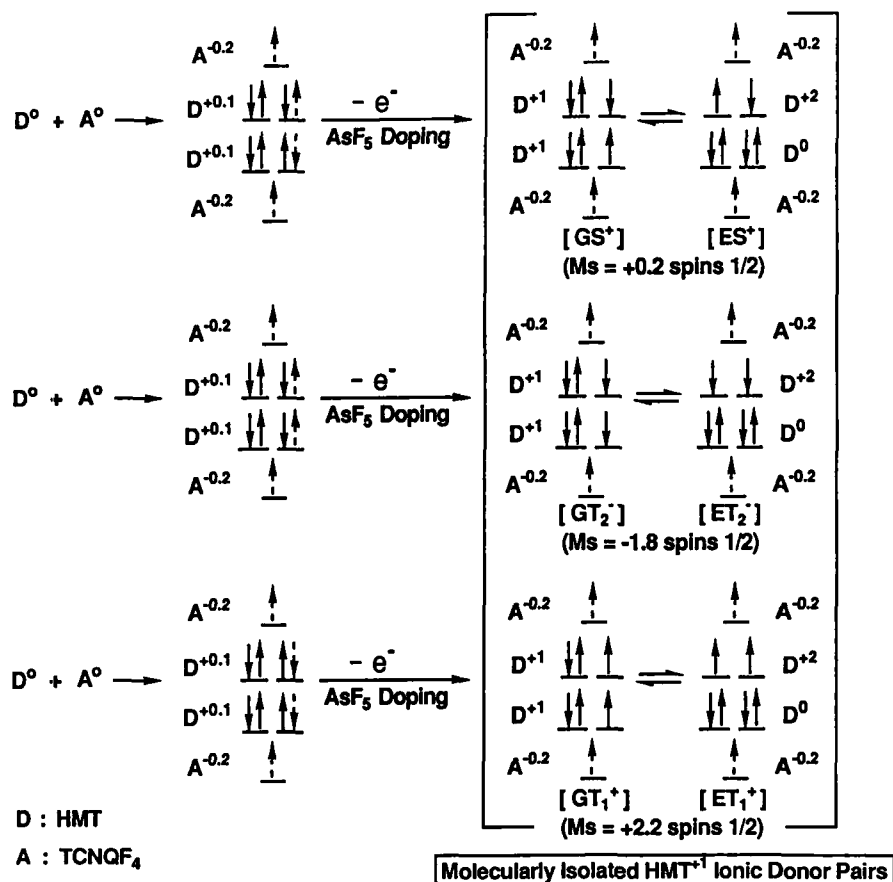 A⁻⁰·² A⁻⁰·² A⁻⁰·²
D° + A° D⁺⁰·¹ − e⁻ D⁺¹ D⁺²
D⁺⁰·¹ AsF₅ Doping D⁺¹ D⁰
A⁻⁰·² A⁻⁰·² A⁻⁰·²
[ GS⁺] [ ES⁺]
(Ms = +0.2 spins 1/2)
A⁻⁰·² A⁻⁰·² A⁻⁰·²
D° + A° D⁺⁰·¹ − e⁻ D⁺¹ D⁺²
D⁺⁰·¹ AsF₅ Doping D⁺¹ D⁰
A⁻⁰·² A⁻⁰·² A⁻⁰·²
[ GT₂⁻] [ ET₂⁻]
(Ms = -1.8 spins 1/2)
A⁻⁰·² A⁻⁰·² A⁻⁰·²
D° + A° D⁺⁰·¹ − e⁻ D⁺¹ D⁺²
D⁺⁰·¹ AsF₅ Doping D⁺¹ D⁰
A⁻⁰·² A⁻⁰·² A⁻⁰·²
[ GT₁⁺] [ ET₁⁺]
(Ms = +2.2 spins 1/2)
D : HMT
A : TCNQF₄
Molecularly Isolated HMT⁺¹ Ionic Donor Pairs